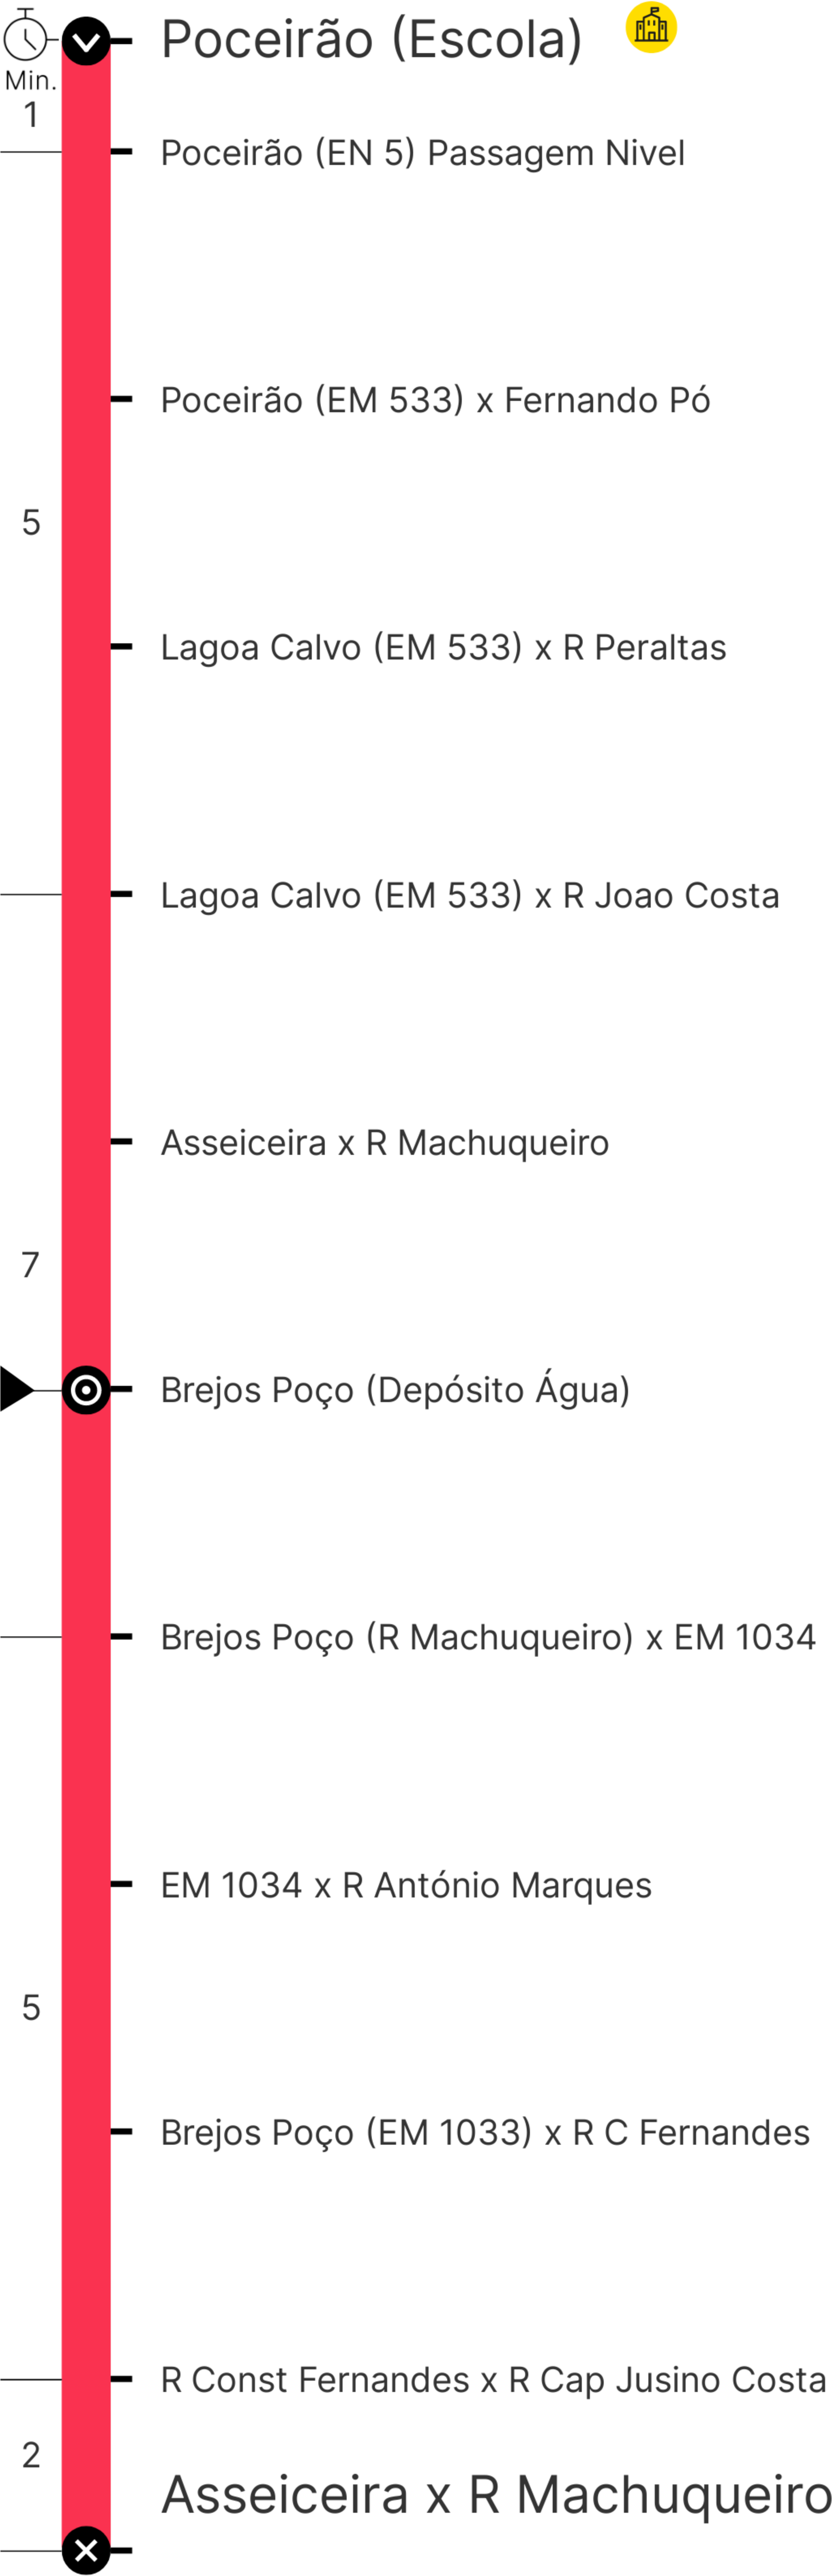 Poceirão (Escola)
Min.
1
Poceirão (EN 5) Passagem Nivel
Poceirão (EM 533) x Fernando Pó
5
Lagoa Calvo (EM 533) x R Peraltas
Lagoa Calvo (EM 533) x R Joao Costa
Asseiceira x R Machuqueiro
7
Brejos Poço (Depósito Água)
Brejos Poço (R Machuqueiro) x EM 1034
EM 1034 x R António Marques
5
Brejos Poço (EM 1033) x R C Fernandes
R Const Fernandes x R Cap Jusino Costa
2
Asseiceira x R Machuqueiro